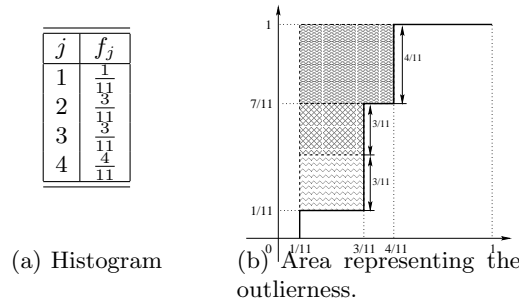 j f_j
1 1/11
2 3/11
3 3/11
4 4/11
(a) Histogram
1
7/11
1/11
0
4/11
3/11
3/11
1/11 3/11 4/11 1
(b) Area representing the
outlierness.